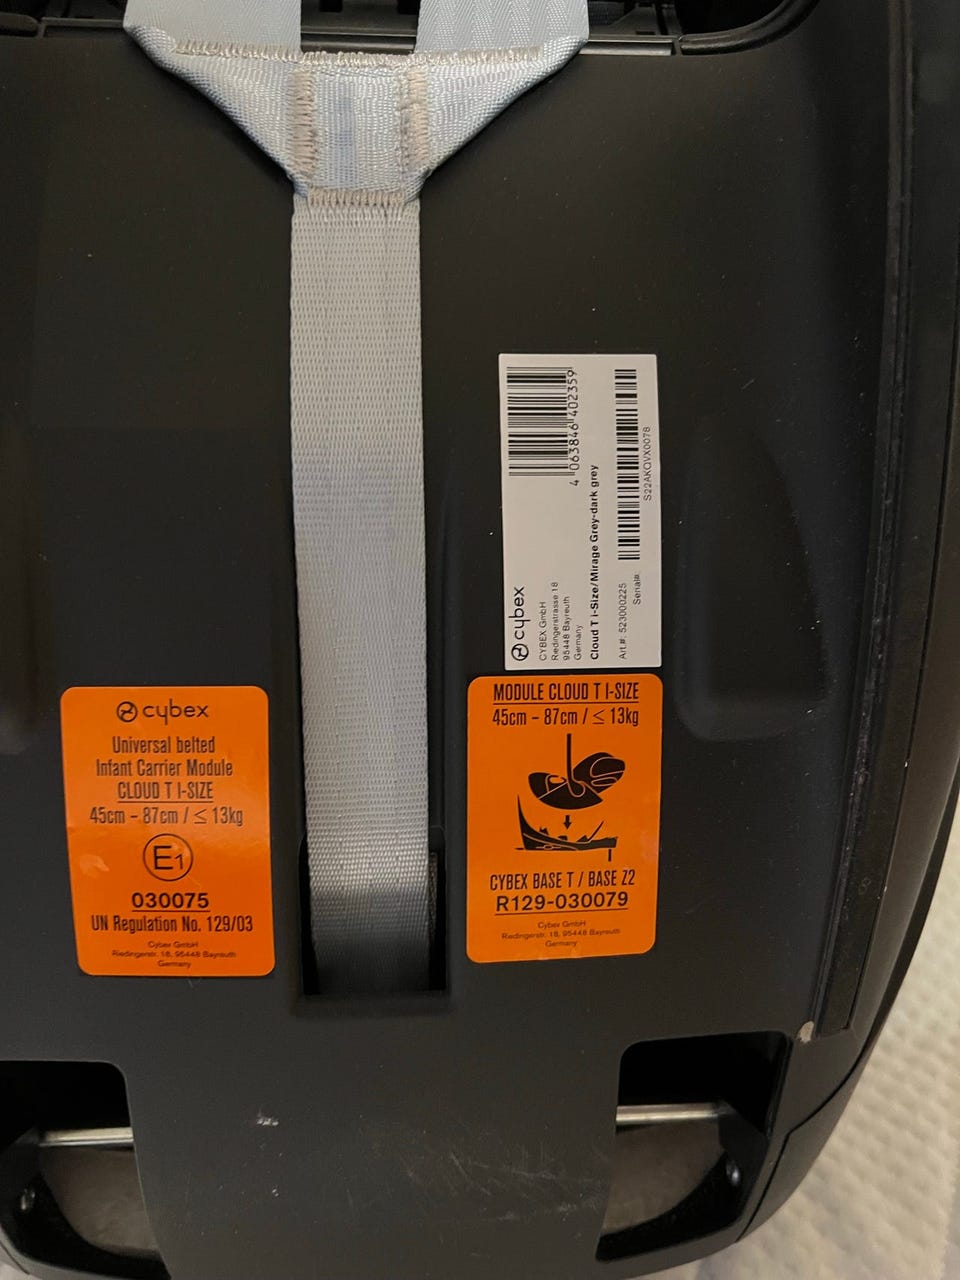 4 063846 402359
cybex
CYBEX GmbH
Riedingerstrasse 18
95448 Bayreuth
Germany
Cloud T i-Size/Mirage Grey-dark grey
Art.#: 523000225
Serial#:
S22AKQVX0078
cybex
Universal belted
Infant Carrier Module
CLOUD T I-SIZE
45cm – 87cm / ≤ 13kg
E1
030075
UN Regulation No. 129/03
Cybex GmbH
Riedingerstr. 18, 95448 Bayreuth
Germany
MODULE CLOUD T I-SIZE
45cm – 87cm / ≤ 13kg
CYBEX BASE T / BASE Z2
R129-030079
Cybex GmbH
Riedingerstr. 18, 95448 Bayreuth
Germany